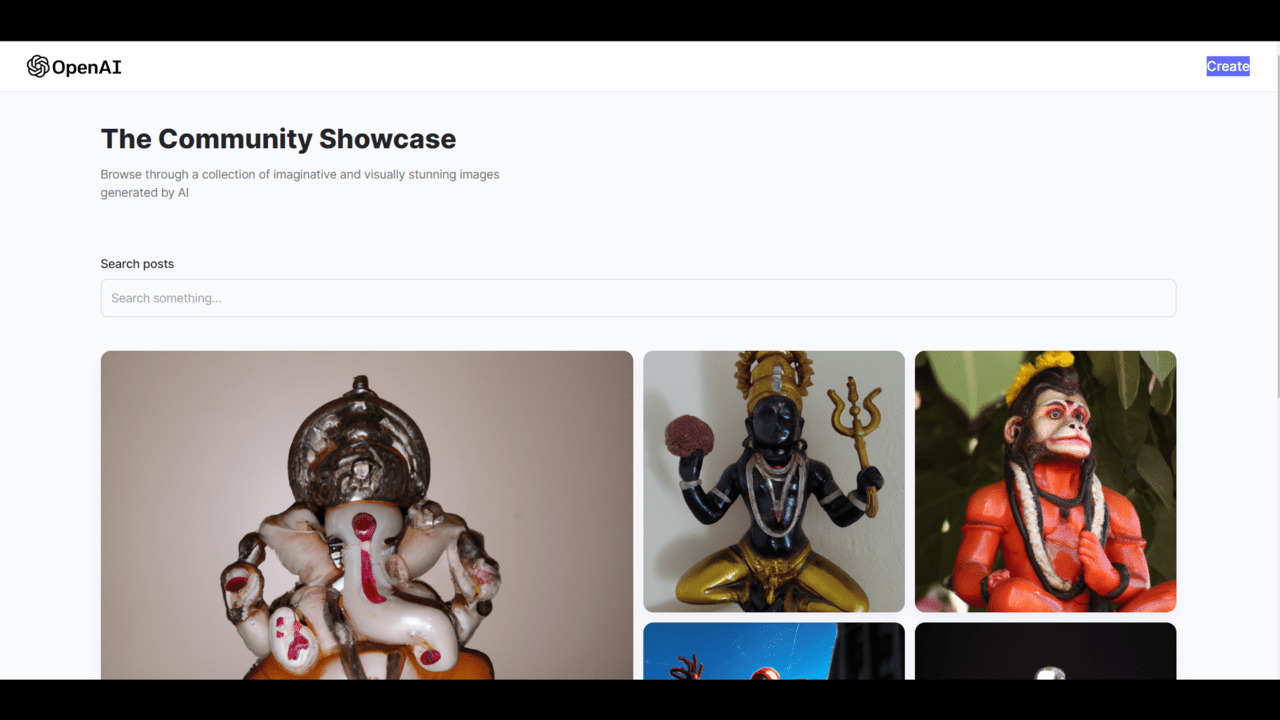 OpenAI
Create
The Community Showcase
Browse through a collection of imaginative and visually stunning images
generated by AI
Search posts
Search something...